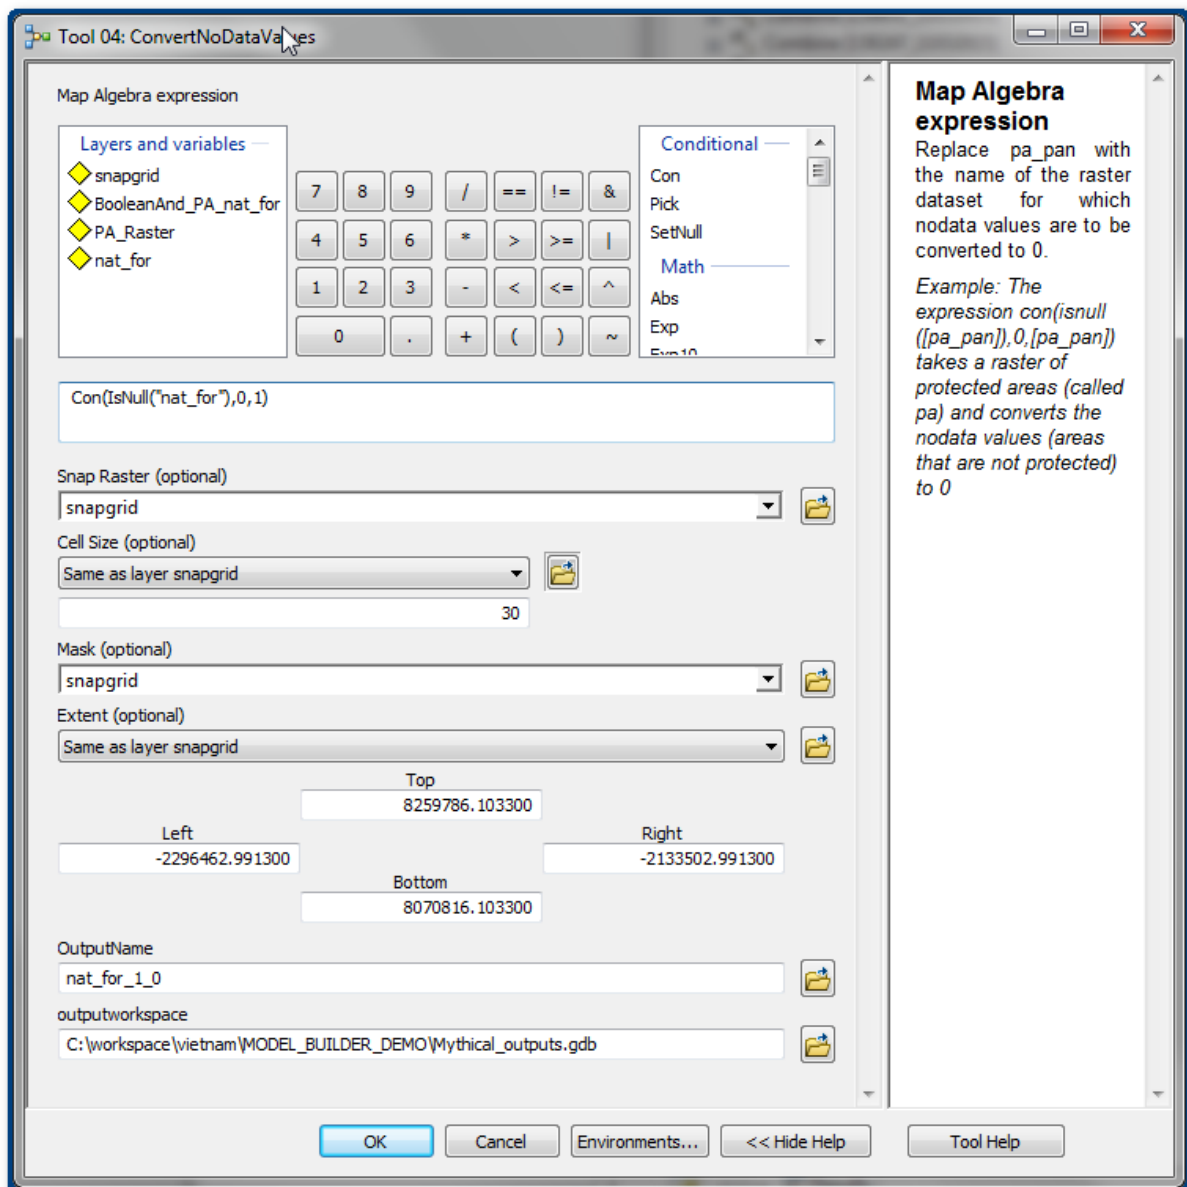 Tool 04: ConvertNoDataValues
Map Algebra expression
Layers and variables
snapgrid
BooleanAnd_PA_nat_for
PA_Raster
nat_for
7 8 9 / == != &
4 5 6 * > >= |
1 2 3 - < <= ^
0 . + ( ) ~
Conditional
Con
Pick
SetNull
Math
Abs
Exp
Exp10
Con(IsNull("nat_for"),0,1)
Snap Raster (optional)
snapgrid
Cell Size (optional)
Same as layer snapgrid
30
Mask (optional)
snapgrid
Extent (optional)
Same as layer snapgrid
Top
8259786.103300
Left
Right
-2296462.991300
-2133502.991300
Bottom
8070816.103300
OutputName
nat_for_1_0
outputworkspace
C:\workspace\vietnam\MODEL_BUILDER_DEMO\Mythical_outputs.gdb
OK
Cancel
Environments...
<< Hide Help
Tool Help
Map Algebra
expression
Replace pa_pan with
the name of the raster
dataset for which
nodata values are to be
converted to 0.
Example: The
expression con(isnull
([pa_pan]),0,[pa_pan])
takes a raster of
protected areas (called
pa) and converts the
nodata values (areas
that are not protected)
to 0